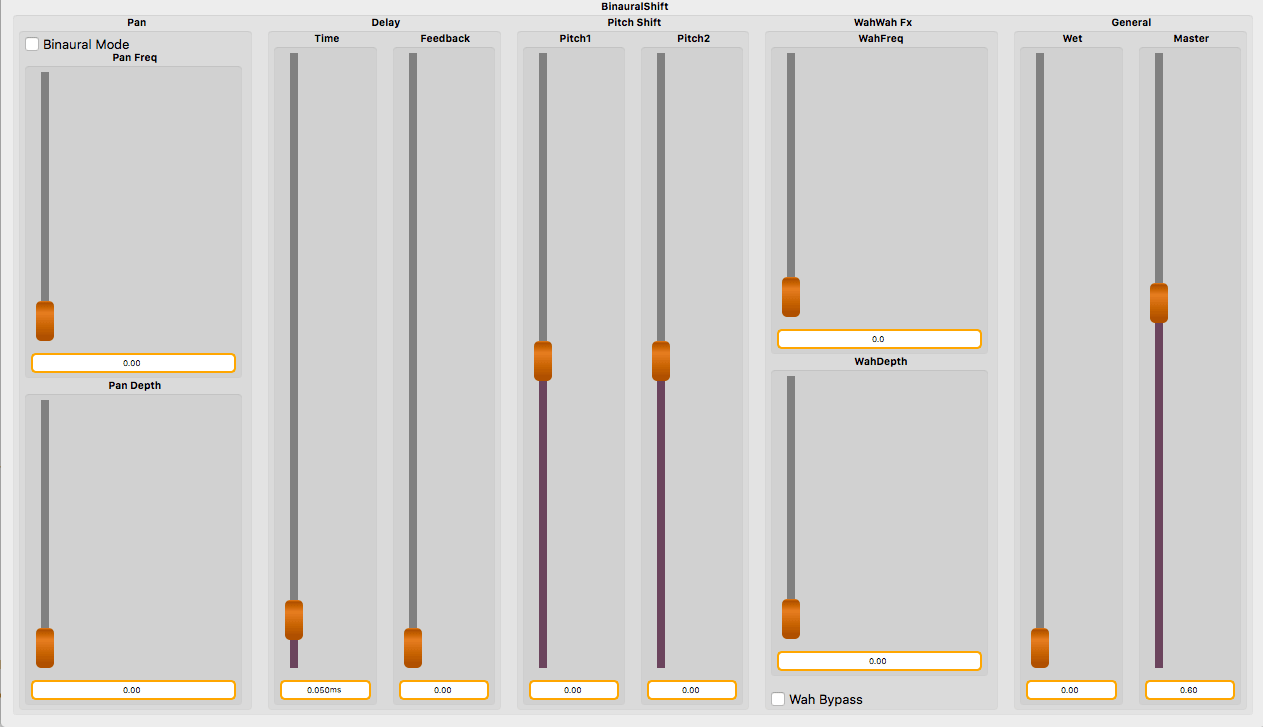 BinauralShift
Pan
Delay
Pitch Shift
WahWah Fx
General
Binaural Mode
Pan Freq
0.00
Pan Depth
0.00
Time
0.050ms
Feedback
0.00
Pitch1
0.00
Pitch2
0.00
WahFreq
0.0
WahDepth
0.00
Wah Bypass
Wet
0.00
Master
0.60